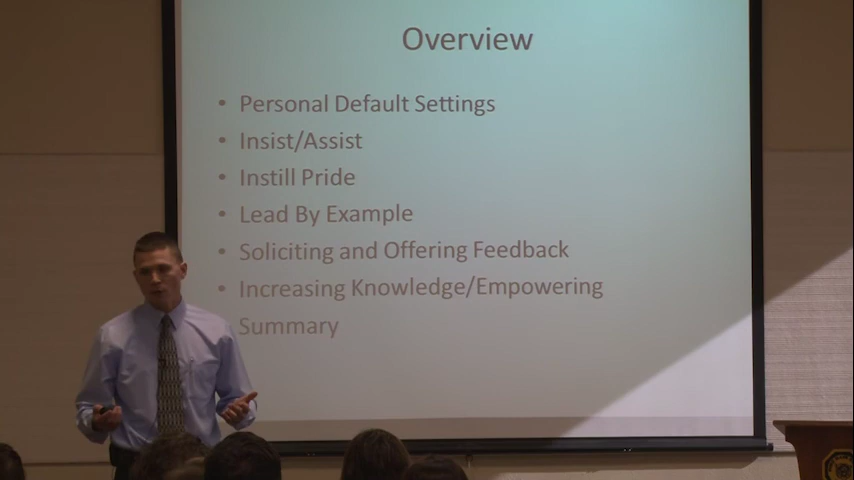 Overview
• Personal Default Settings
• Insist/Assist
• Instill Pride
• Lead By Example
• Soliciting and Offering Feedback
• Increasing Knowledge/Empowering
Summary